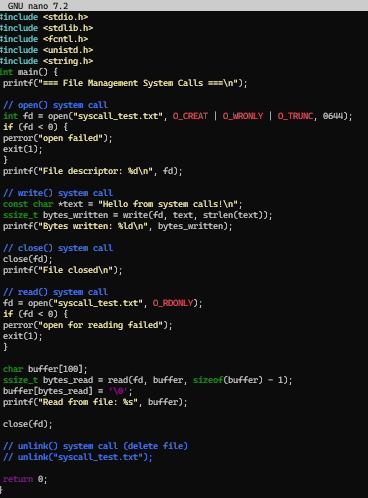 GNU nano 7.2
#include <stdio.h>
#include <stdlib.h>
#include <fcntl.h>
#include <unistd.h>
#include <string.h>
int main() {
printf("=== File Management System Calls ===\n");
// open() system call
int fd = open("syscall_test.txt", O_CREAT | O_WRONLY | O_TRUNC, 0644);
if (fd < 0) {
perror("open failed");
exit(1);
}
printf("File descriptor: %d\n", fd);
// write() system call
const char *text = "Hello from system calls!\n";
ssize_t bytes_written = write(fd, text, strlen(text));
printf("Bytes written: %ld\n", bytes_written);
// close() system call
close(fd);
printf("File closed\n");
// read() system call
fd = open("syscall_test.txt", O_RDONLY);
if (fd < 0) {
perror("open for reading failed");
exit(1);
}
char buffer[100];
ssize_t bytes_read = read(fd, buffer, sizeof(buffer) - 1);
buffer[bytes_read] = '\0';
printf("Read from file: %s", buffer);
close(fd);
// unlink() system call (delete file)
// unlink("syscall_test.txt");
return 0;
}